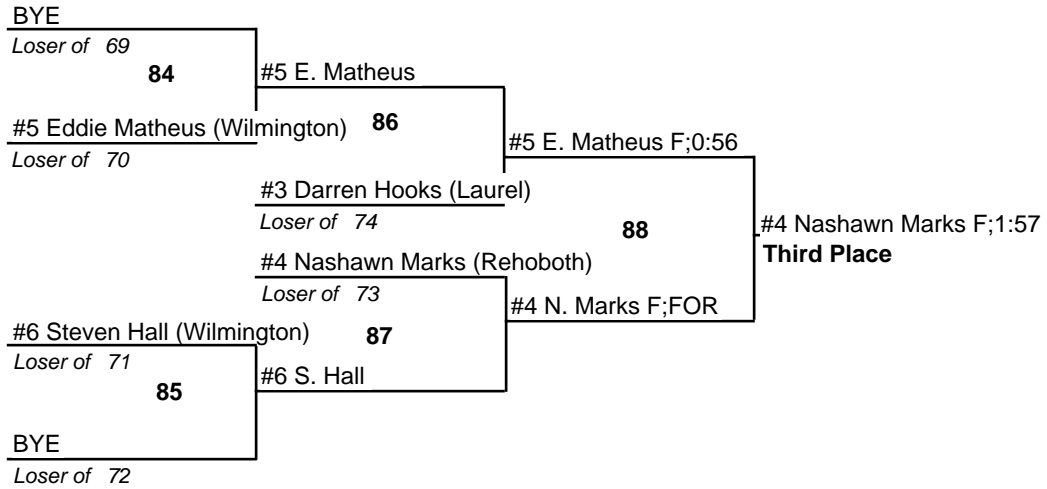 BYE
Loser of 69
84
#5 E. Matheus
#5 Eddie Matheus (Wilmington)
86
Loser of 70
#5 E. Matheus F;0:56
#3 Darren Hooks (Laurel)
Loser of 74
88
#4 Nashawn Marks F;1:57
Third Place
#4 Nashawn Marks (Rehoboth)
Loser of 73
#4 N. Marks F;FOR
#6 Steven Hall (Wilmington)
87
Loser of 71
#6 S. Hall
85
BYE
Loser of 72